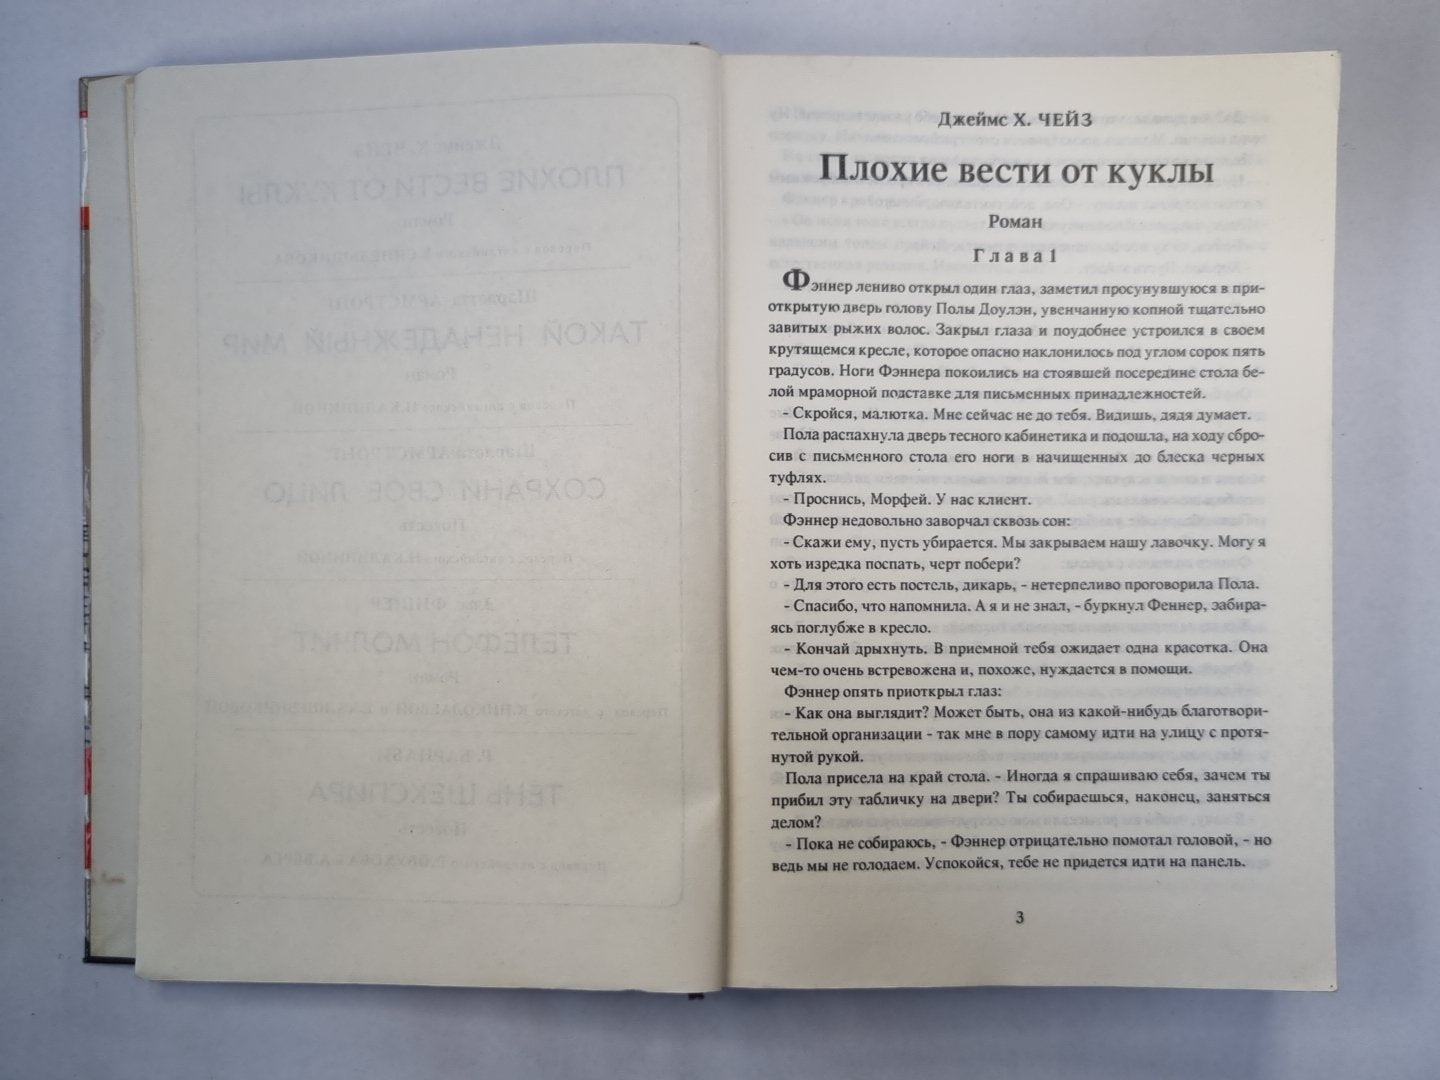 Джеймс Х. ЧЕЙЗ
Плохие вести от куклы
Роман
Глава 1
Фэннер лениво открыл один глаз, заметил просунувшуюся в при-
открытую дверь голову Полы Доулэн, увенчанную копной тщательно
завитых рыжих волос. Закрыл глаза и поудобнее устроился в своем
крутящемся кресле, которое опасно наклонилось под углом сорок пять
градусов. Ноги Фэннера покоились на стоявшей посередине стола бе-
лой мраморной подставке для письменных принадлежностей.
- Скройся, малютка. Мне сейчас не до тебя. Видишь, дядя думает.
Пола распахнула дверь тесного кабинетика и подошла, на ходу сбро-
сив с письменного стола его ноги в начищенных до блеска черных
туфлях.
- Проснись, Морфей. У нас клиент.
Фэннер недовольно заворчал сквозь сон:
- Скажи ему, пусть убирается. Мы закрываем нашу лавочку. Могу я
хоть изредка поспать, черт побери?
- Для этого есть постель, дикарь, - нетерпеливо проговорила Пола.
- Спасибо, что напомнила. А я и не знал, - буркнул Феннер, забира-
ясь поглубже в кресло.
- Кончай дрыхнуть. В приемной тебя ожидает одна красотка. Она
чем-то очень встревожена и, похоже, нуждается в помощи.
Фэннер опять приоткрыл глаз:
- Как она выглядит? Может быть, она из какой-нибудь благотвори-
тельной организации - так мне в пору самому идти на улицу с протя-
нутой рукой.
Пола присела на край стола. - Иногда я спрашиваю себя, зачем ты
прибил эту табличку на двери? Ты собираешься, наконец, заняться
делом?
- Пока не собираюсь, - Фэннер отрицательно помотал головой, - но
ведь мы не голодаем. Успокойся, тебе не придется идти на панель.
3